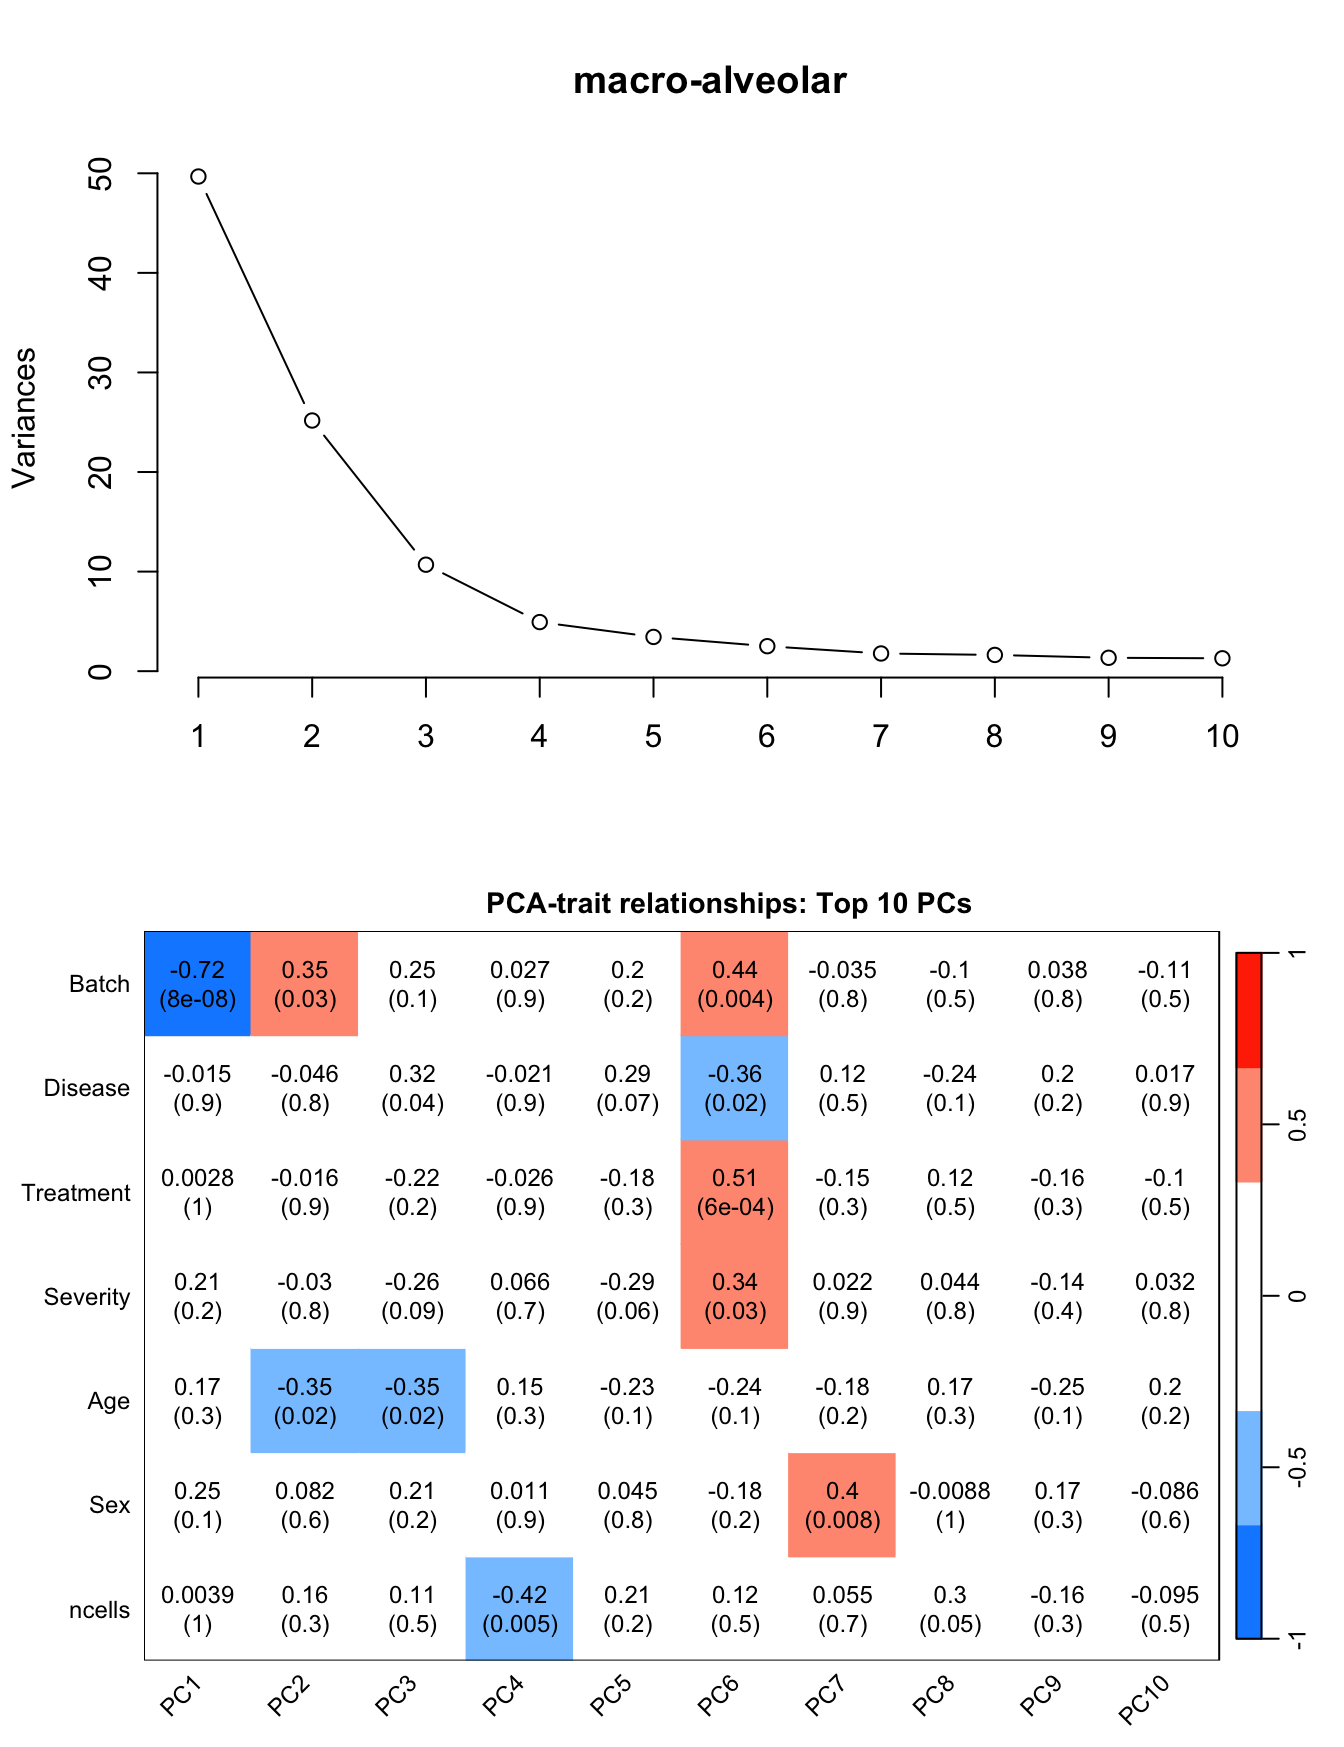 macro-alveolar
Variances
50
40
30
20
10
0
1 2 3 4 5 6 7 8 9 10
PCA-trait relationships: Top 10 PCs
Batch -0.72 0.35 0.25 0.027 0.2 0.44 -0.035 -0.1 0.038 -0.11
(8e-08) (0.03) (0.1) (0.9) (0.2) (0.004) (0.8) (0.5) (0.8) (0.5)
Disease -0.015 -0.046 0.32 -0.021 0.29 -0.36 0.12 -0.24 0.2 0.017
(0.9) (0.8) (0.04) (0.9) (0.07) (0.02) (0.5) (0.1) (0.2) (0.9)
Treatment 0.0028 -0.016 -0.22 -0.026 -0.18 0.51 -0.15 0.12 -0.16 -0.1
(1) (0.9) (0.2) (0.9) (0.3) (6e-04) (0.3) (0.5) (0.3) (0.5)
Severity 0.21 -0.03 -0.26 0.066 -0.29 0.34 0.022 0.044 -0.14 0.032
(0.2) (0.8) (0.09) (0.7) (0.06) (0.03) (0.9) (0.8) (0.4) (0.8)
Age 0.17 -0.35 -0.35 0.15 -0.23 -0.24 -0.18 0.17 -0.25 0.2
(0.3) (0.02) (0.02) (0.3) (0.1) (0.1) (0.2) (0.3) (0.1) (0.2)
Sex 0.25 0.082 0.21 0.011 0.045 -0.18 0.4 -0.0088 0.17 -0.086
(0.1) (0.6) (0.2) (0.9) (0.8) (0.2) (0.008) (1) (0.3) (0.6)
ncells 0.0039 0.16 0.11 -0.42 0.21 0.12 0.055 0.3 -0.16 -0.095
(1) (0.3) (0.5) (0.005) (0.2) (0.5) (0.7) (0.05) (0.3) (0.5)
PC1 PC2 PC3 PC4 PC5 PC6 PC7 PC8 PC9 PC10
1
0.5
0
-0.5
-1